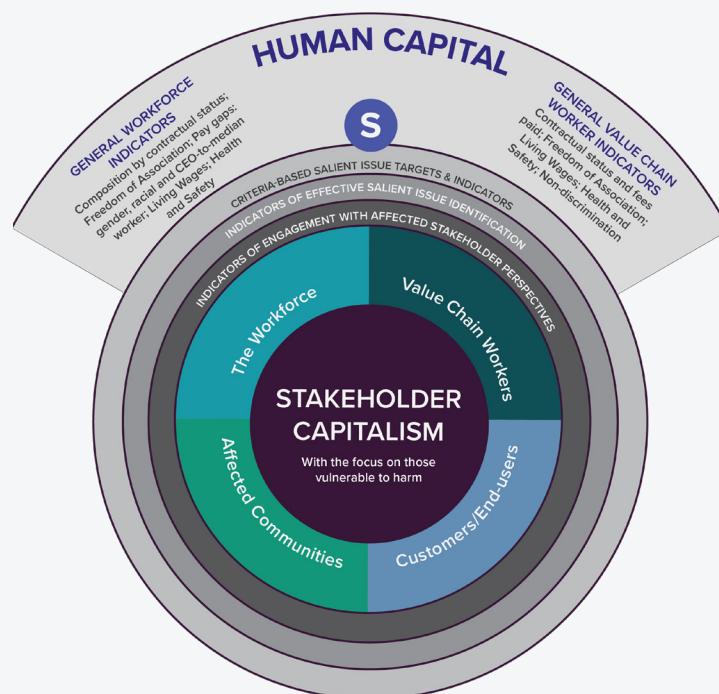 HUMAN CAPITAL
GENERAL WORKFORCE
INDICATORS
Composition by contractual status;
Freedom of Association; Pay gaps:
gender, racial and CEO-to-median
worker; Living Wages; Health
and Safety
S
GENERAL VALUE CHAIN
WORKER INDICATORS
Contractual status and fees
paid; Freedom of Association;
Living Wages; Health and
Safety; Non-discrimination
CRITERIA-BASED SALIENT ISSUE TARGETS & INDICATORS
INDICATORS OF EFFECTIVE SALIENT ISSUE IDENTIFICATION
INDICATORS OF ENGAGEMENT WITH AFFECTED STAKEHOLDER PERSPECTIVES
The Workforce
Value Chain Workers
STAKEHOLDER
CAPITALISM
With the focus on those
vulnerable to harm
Affected Communities
Customers/End-users